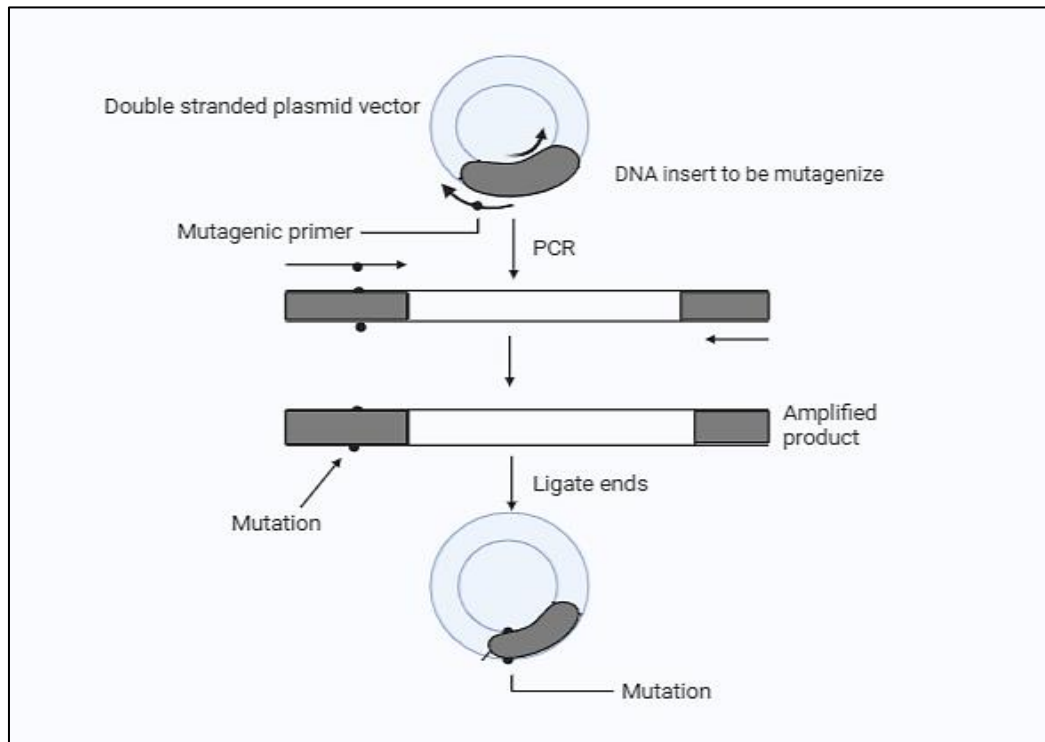 Double stranded plasmid vector
DNA insert to be mutagenize
Mutagenic primer
PCR
Amplified
product
Ligate ends
Mutation
Mutation